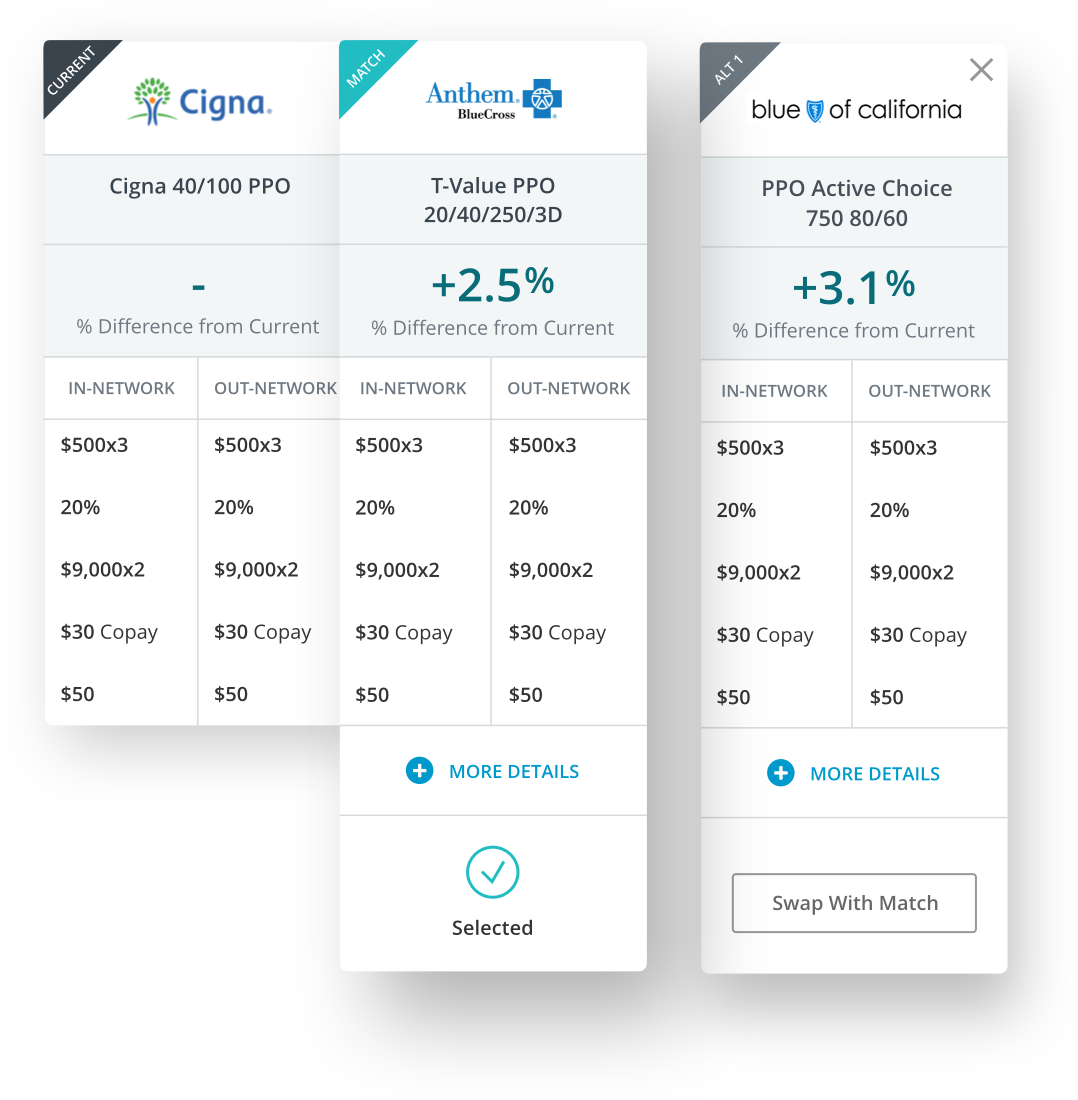 CURRENT
Cigna®
Cigna 40/100 PPO
-
% Difference from Current
IN-NETWORK OUT-NETWORK
$500x3 $500x3
20% 20%
$9,000x2 $9,000x2
$30 Copay $30 Copay
$50 $50
MATCH
Anthem®
BlueCross
T-Value PPO
20/40/250/3D
+2.5%
% Difference from Current
IN-NETWORK OUT-NETWORK
$500x3 $500x3
20% 20%
$9,000x2 $9,000x2
$30 Copay $30 Copay
$50 $50
MORE DETAILS
Selected
ALT 1
blue of california
PPO Active Choice
750 80/60
+3.1%
% Difference from Current
IN-NETWORK OUT-NETWORK
$500x3 $500x3
20% 20%
$9,000x2 $9,000x2
$30 Copay $30 Copay
$50 $50
MORE DETAILS
Swap With Match